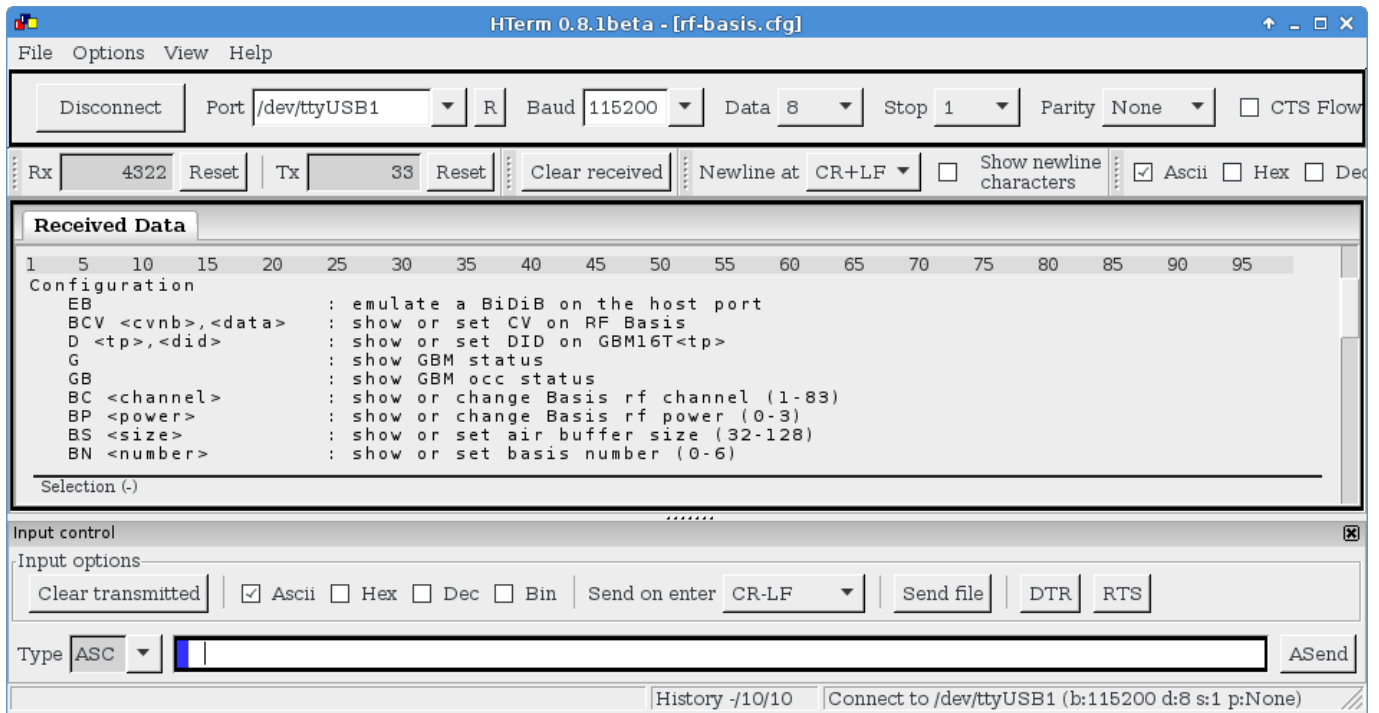 HTerm 0.8.1beta - [rf-basis.cfg]
File Options View Help
Disconnect Port /dev/ttyUSB1 R Baud 115200 Data 8 Stop 1 Parity None CTS Flow
Rx 4322 Reset Tx 33 Reset Clear received Newline at CR+LF Show newline characters Ascii Hex Dec
Received Data
1 5 10 15 20 25 30 35 40 45 50 55 60 65 70 75 80 85 90 95
Configuration
EB : emulate a BiDiB on the host port
BCV <cvnb>,<data> : show or set CV on RF Basis
D <tp>,<did> : show or set DID on GBM16T<tp>
G : show GBM status
GB : show GBM occ status
BC <channel> : show or change Basis rf channel (1-83)
BP <power> : show or change Basis rf power (0-3)
BS <size> : show or set air buffer size (32-128)
BN <number> : show or set basis number (0-6)
Selection (-)
Input control
Input options
Clear transmitted Ascii Hex Dec Bin Send on enter CR-LF Send file DTR RTS
Type ASC ASend
History -/10/10 Connect to /dev/ttyUSB1 (b:115200 d:8 s:1 p:None)